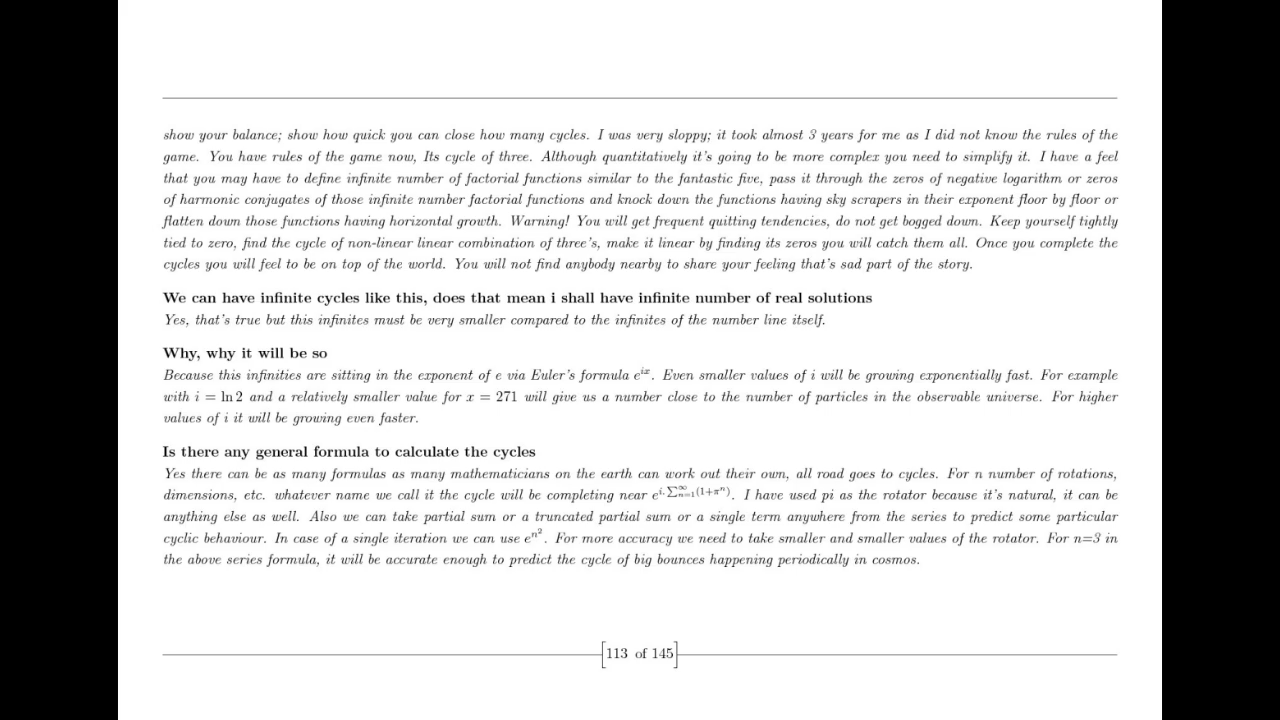 show your balance; show how quick you can close how many cycles. I was very sloppy; it took almost 3 years for me as I did not know the rules of the
game. You have rules of the game now, Its cycle of three. Although quantitatively it's going to be more complex you need to simplify it. I have a feel
that you may have to define infinite number of factorial functions similar to the fantastic five, pass it through the zeros of negative logarithm or zeros
of harmonic conjugates of those infinite number factorial functions and knock down the functions having sky scrapers in their exponent floor by floor or
flatten down those functions having horizontal growth. Warning! You will get frequent quitting tendencies, do not get bogged down. Keep yourself tightly
tied to zero, find the cycle of non-linear linear combination of three's, make it linear by finding its zeros you will catch them all. Once you complete the
cycles you will feel to be on top of the world. You will not find anybody nearby to share your feeling that's sad part of the story.
We can have infinite cycles like this, does that mean i shall have infinite number of real solutions
Yes, that's true but this infinites must be very smaller compared to the infinites of the number line itself.
Why, why it will be so
Because this infinities are sitting in the exponent of e via Euler's formula e^{ix}. Even smaller values of i will be growing exponentially fast. For example
with i = ln 2 and a relatively smaller value for x = 271 will give us a number close to the number of particles in the observable universe. For higher
values of i it will be growing even faster.
Is there any general formula to calculate the cycles
Yes there can be as many formulas as many mathematicians on the earth can work out their own, all road goes to cycles. For n number of rotations,
dimensions, etc. whatever name we call it the cycle will be completing near e^{i.∑_{n=1}^{∞}(1+π^n)}. I have used pi as the rotator because it's natural, it can be
anything else as well. Also we can take partial sum or a truncated partial sum or a single term anywhere from the series to predict some particular
cyclic behaviour. In case of a single iteration we can use e^{n^2}. For more accuracy we need to take smaller and smaller values of the rotator. For n=3 in
the above series formula, it will be accurate enough to predict the cycle of big bounces happening periodically in cosmos.
[113 of 145]